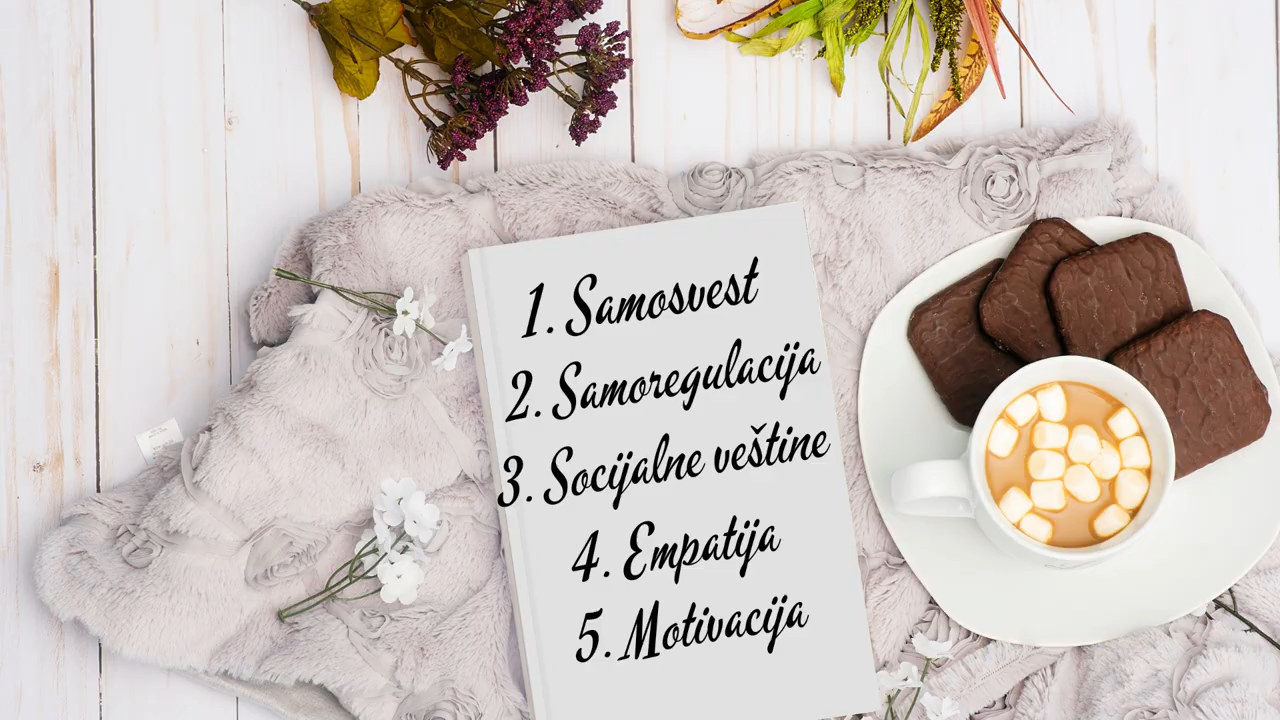 1. Samosvest
2. Samoregulacija
3. Socijalne veštine
4. Empatija
5. Motivacija